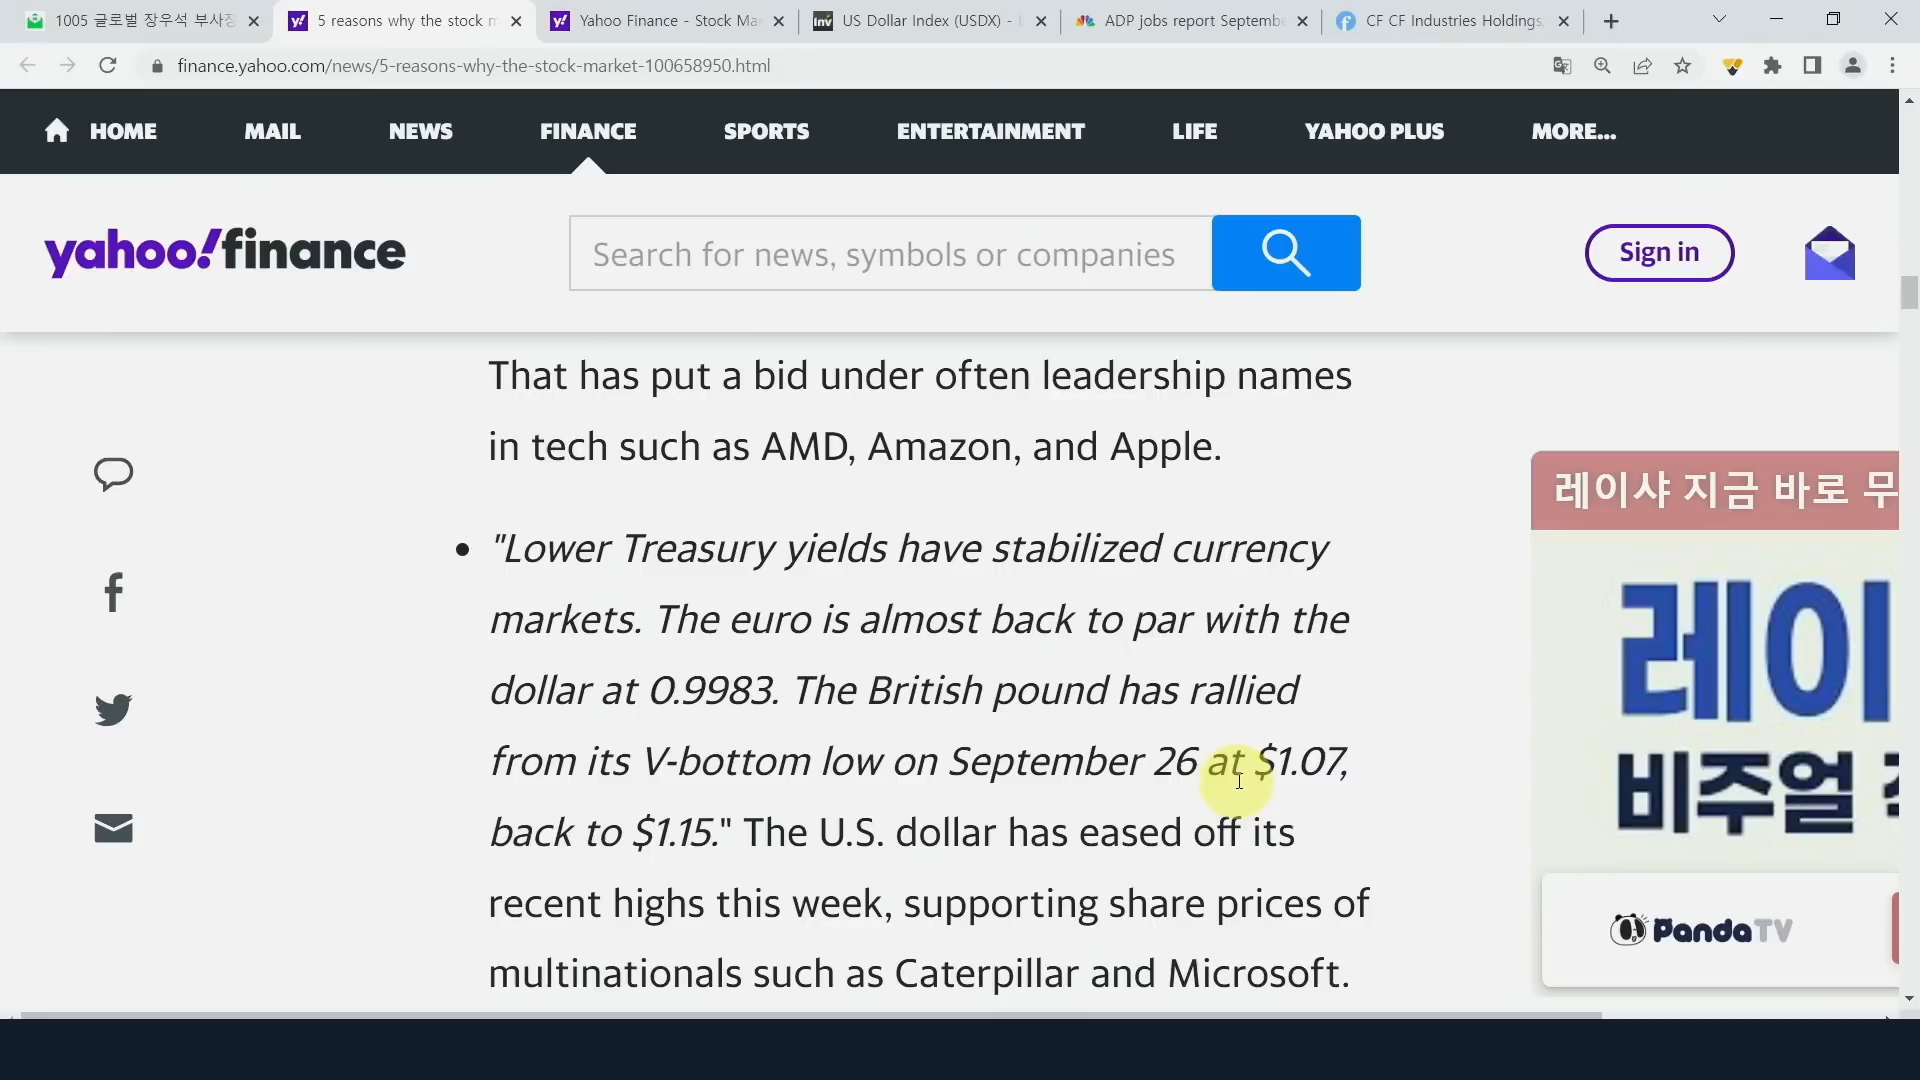 1005 글로벌 장우석 부사장
5 reasons why the stock m
Yahoo Finance - Stock Ma
Inv
US Dollar Index (USDX) - I
ADP jobs report Septembe
CF CF Industries Holdings,
finance.yahoo.com/news/5-reasons-why-the-stock-market-100658950.html
HOME
MAIL
NEWS
FINANCE
SPORTS
ENTERTAINMENT
LIFE
YAHOO PLUS
MORE...
yahoo!finance
Search for news, symbols or companies
Sign in
That has put a bid under often leadership names
in tech such as AMD, Amazon, and Apple.
• "Lower Treasury yields have stabilized currency
markets. The euro is almost back to par with the
dollar at 0.9983. The British pound has rallied
from its V-bottom low on September 26 at $1.07,
back to $1.15." The U.S. dollar has eased off its
recent highs this week, supporting share prices of
multinationals such as Caterpillar and Microsoft.
레이샤 지금 바로 무
레이
비주얼
PandaTV